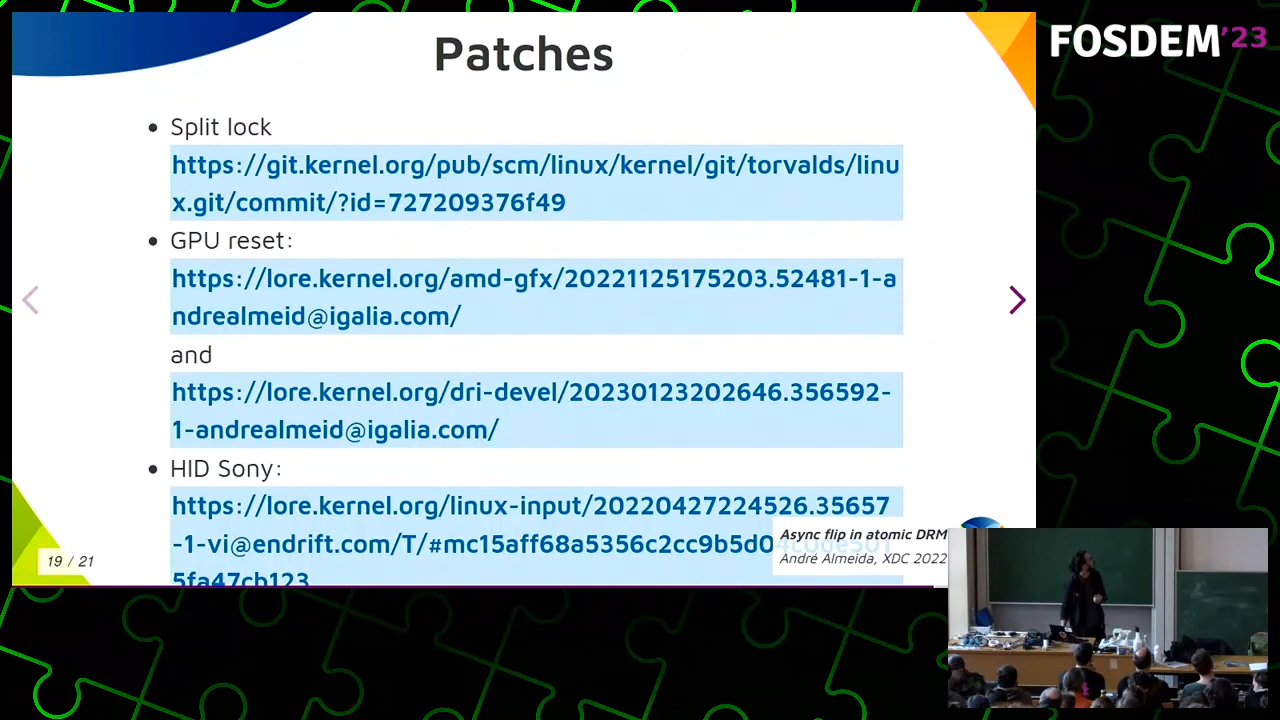 FOSDEM'23
Patches
• Split lock
https://git.kernel.org/pub/scm/linux/kernel/git/torvalds/linu
x.git/commit/?id=727209376f49
• GPU reset:
https://lore.kernel.org/amd-gfx/20221125175203.52481-1-a
ndrealmeid@igalia.com/
and
https://lore.kernel.org/dri-devel/20230123202646.356592-
1-andrealmeid@igalia.com/
• HID Sony:
https://lore.kernel.org/linux-input/20220427224526.35657
-1-vi@endrift.com/T/#mc15aff68a5356c2cc9b5d04c0de501
5fa47cb123
Async flip in atomic DRM
André Almeida, XDC 2022
19 / 21